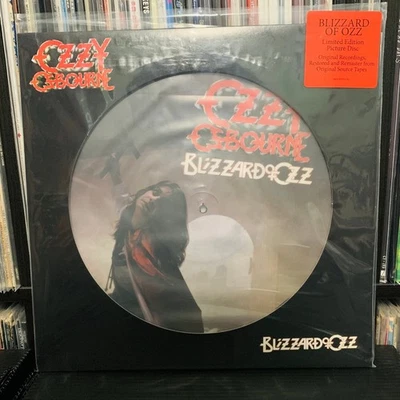 OZZY
OSBOURNE
BLIZZARD
OF OZZ
Limited Edition
Picture Disc
Original Recordings
Restored and Remaster from
Original Source Tapes
OZZY
OSBOURNE
BLIZZARD OF OZZ
BLIZZARD OF OZZ